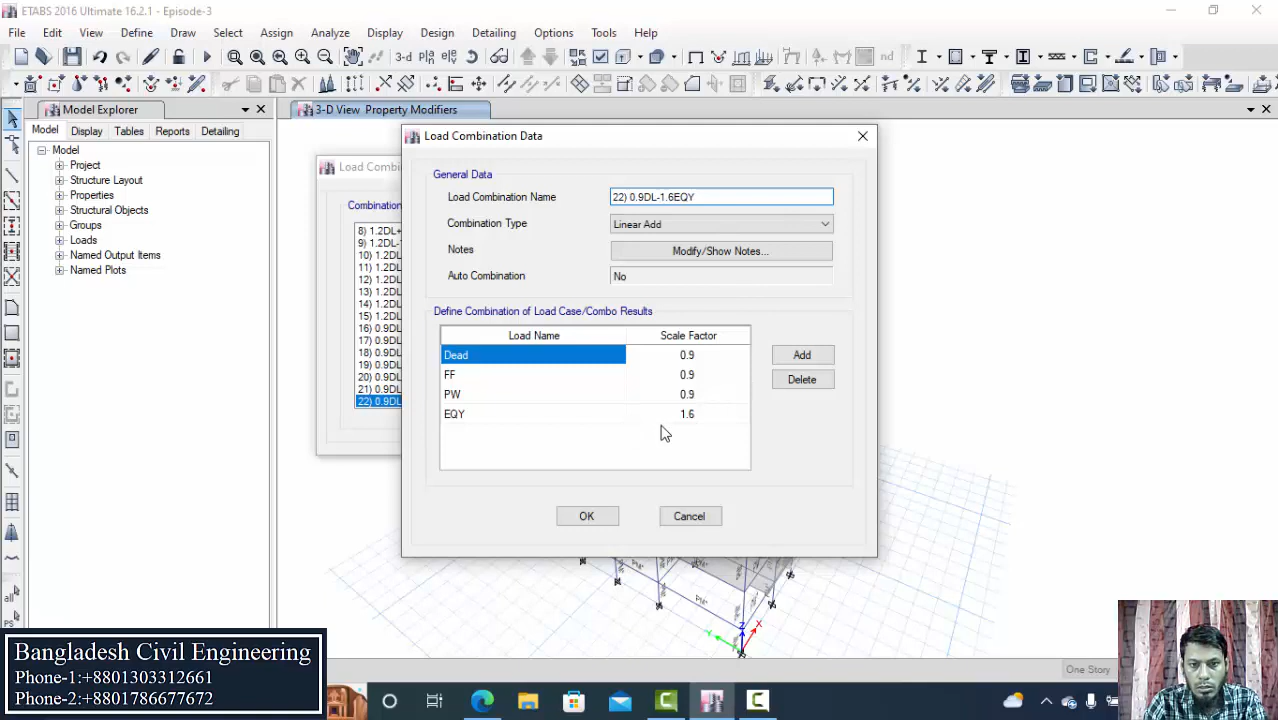 ETABS 2016 Ultimate 16.2.1 - Episode-3
File Edit View Define Draw Select Assign Analyze Display Design Detailing Options Tools Help
3-d
nd
Model Explorer
3-D View Property Modifiers
Model Display Tables Reports Detailing
Model
Project
Structure Layout
Properties
Structural Objects
Groups
Loads
Named Output Items
Named Plots
all
Load Combi
Combination
8) 1.2DL+
9) 1.2DL-
10) 1.2DL
11) 1.2DL
12) 1.2DL
13) 1.2DL
14) 1.2DL
15) 1.2DL
16) 0.9DL
17) 0.9DL
18) 0.9DL
19) 0.9DL
20) 0.9DL
21) 0.9DL
22) 0.9DL
Load Combination Data
General Data
Load Combination Name 22) 0.9DL-1.6EQY
Combination Type Linear Add
Notes Modify/Show Notes...
Auto Combination No
Define Combination of Load Case/Combo Results
Load Name Scale Factor
Dead 0.9
FF 0.9
PW 0.9
EQY 1.6
Add
Delete
OK Cancel
Z
X
Y
One Story
Bangladesh Civil Engineering
Phone-1:+8801303312661
Phone-2:+8801786677672